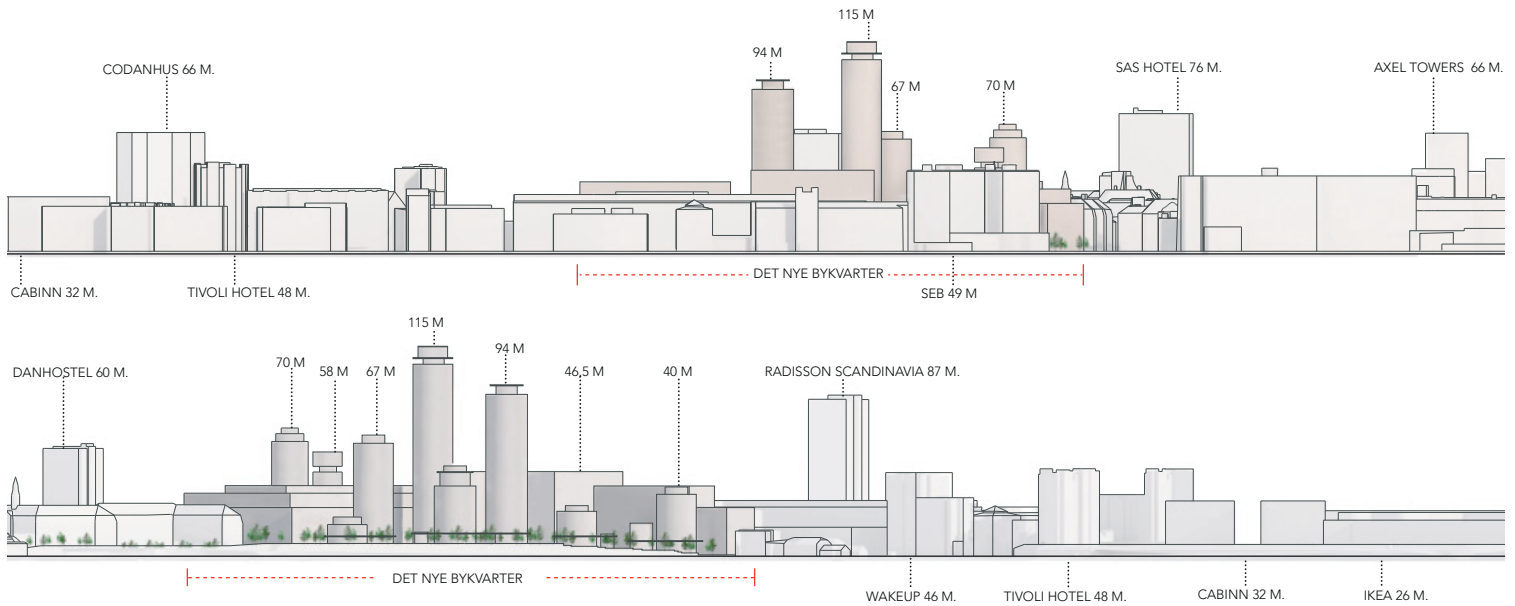 115 M
94 M
CODANHUS 66 M.
67 M
70 M
SAS HOTEL 76 M.
AXEL TOWERS 66 M.
DET NYE BYKVARTER
CABINN 32 M.
TIVOLI HOTEL 48 M.
SEB 49 M
115 M
94 M
DANHOSTEL 60 M.
70 M
58 M
67 M
46,5 M
40 M
RADISSON SCANDINAVIA 87 M.
DET NYE BYKVARTER
WAKEUP 46 M.
TIVOLI HOTEL 48 M.
CABINN 32 M.
IKEA 26 M.